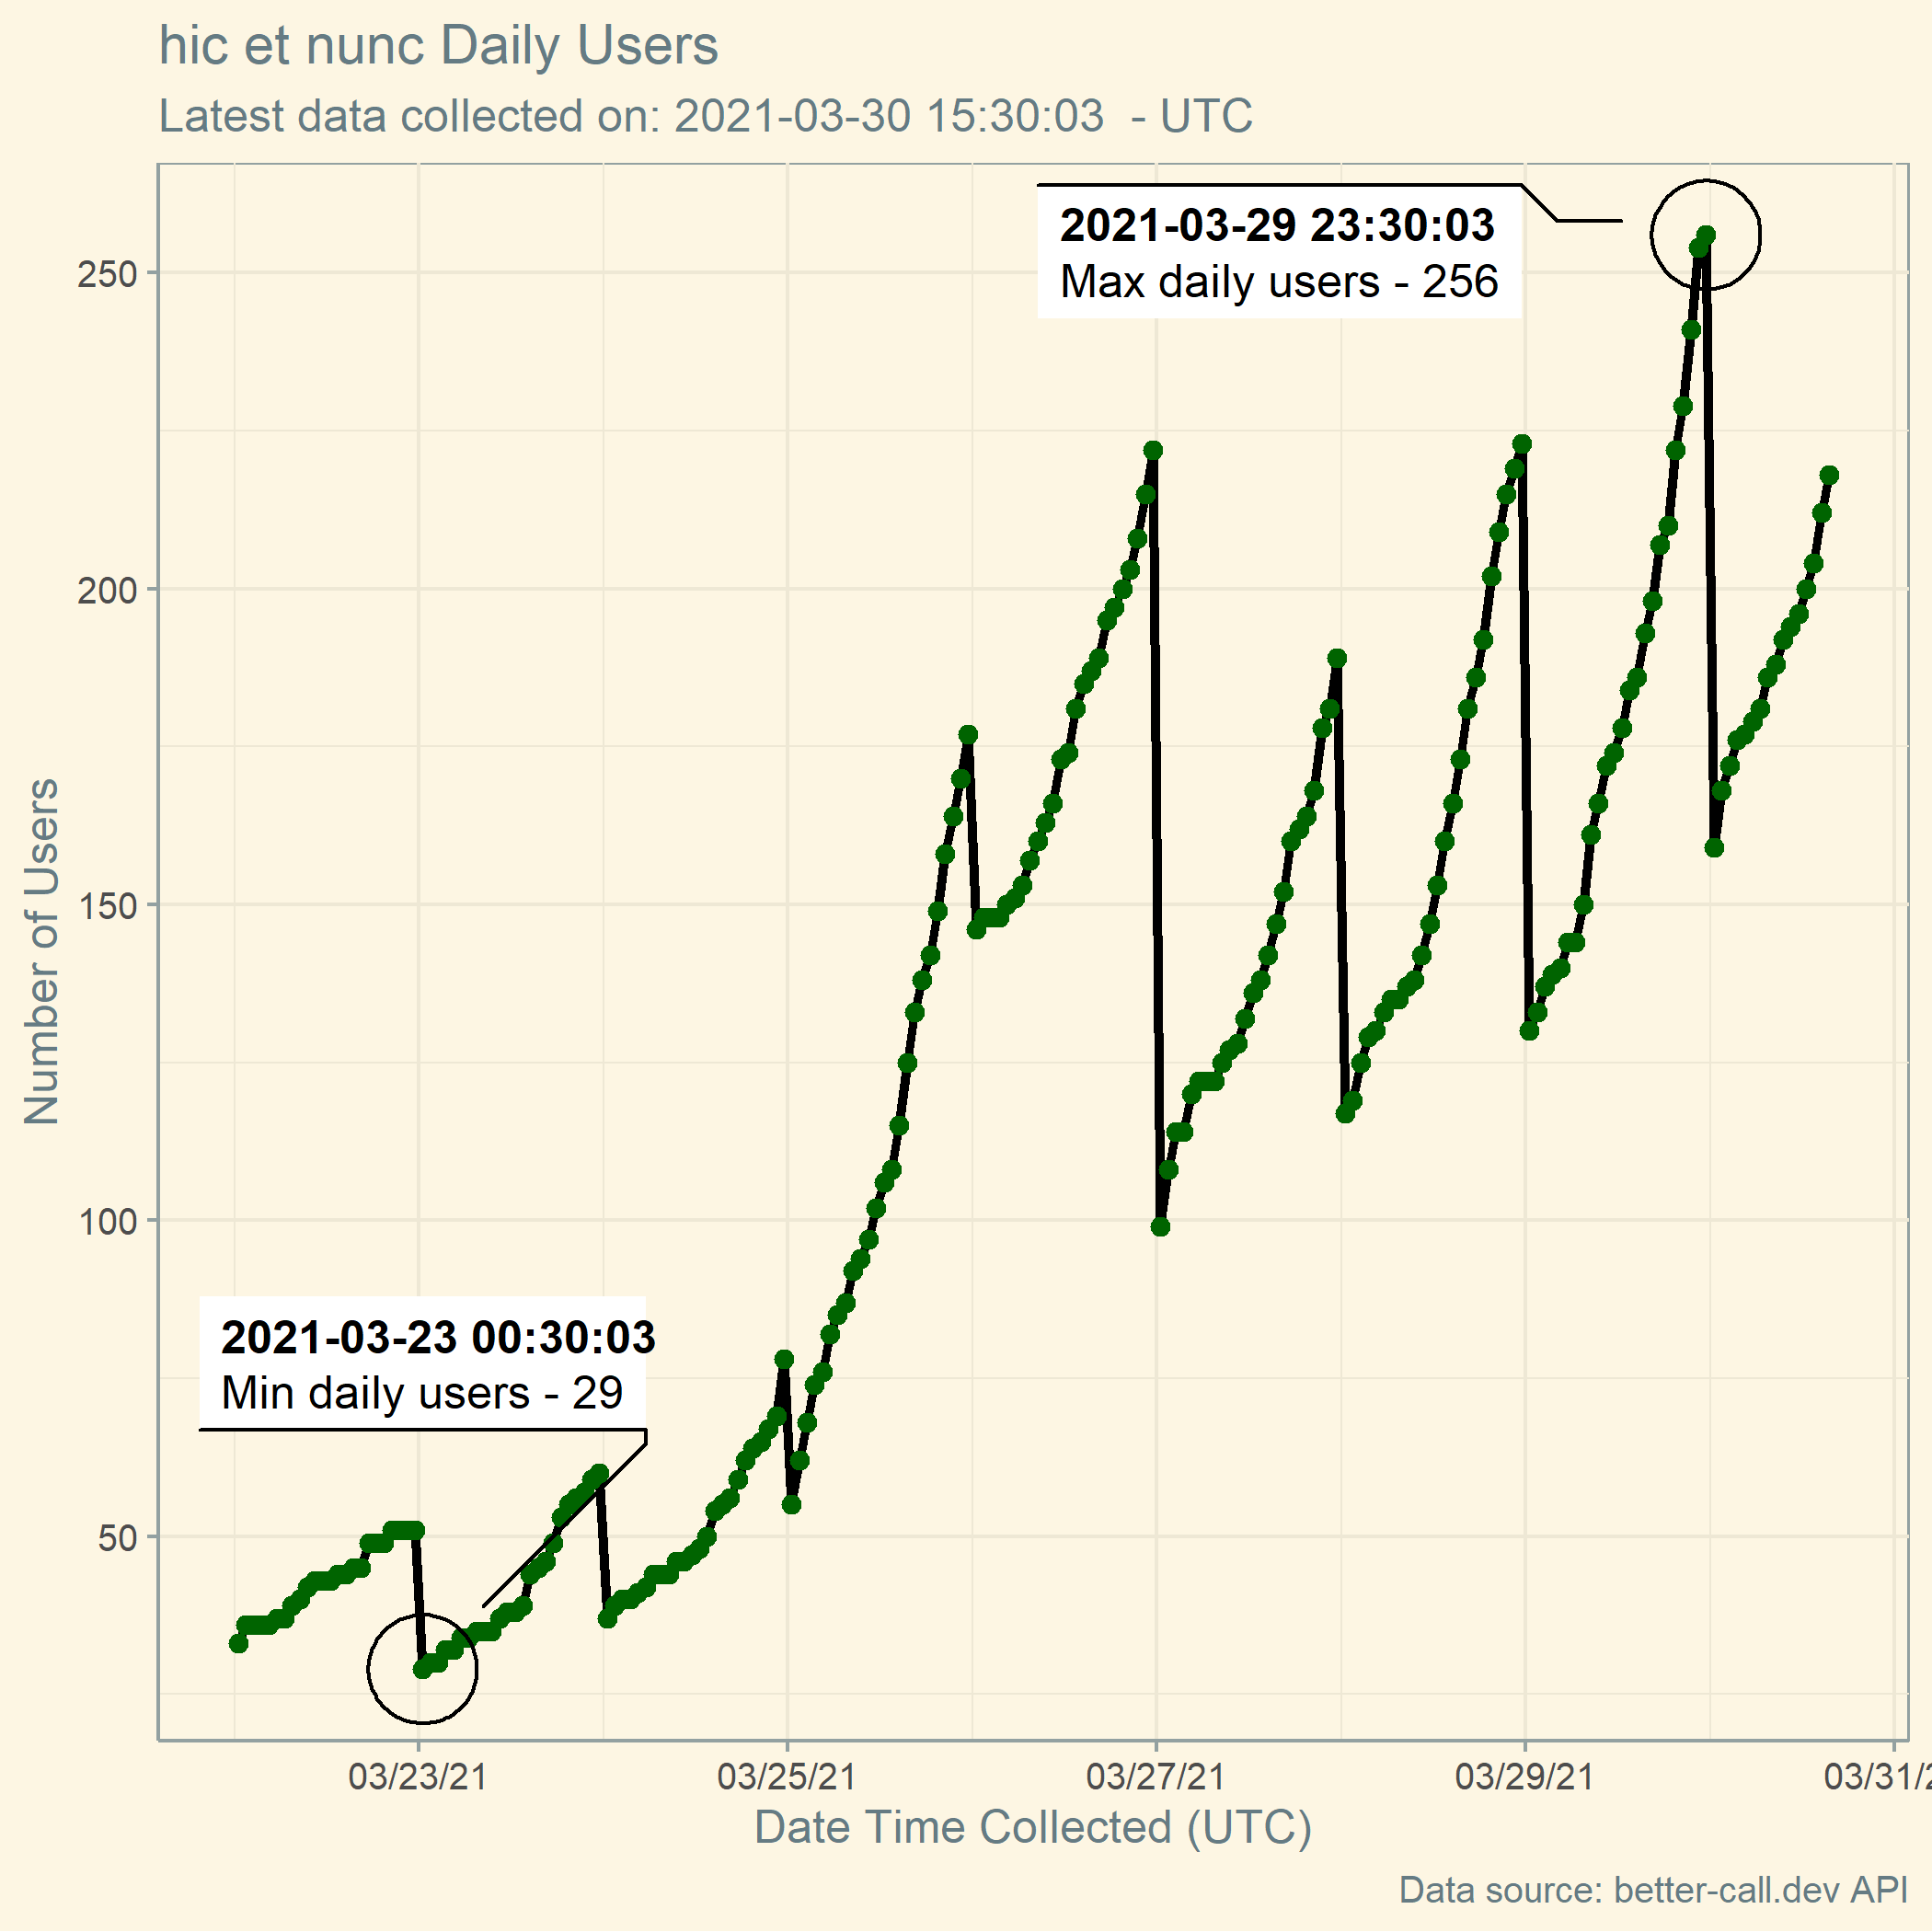 hic et nunc Daily Users
Latest data collected on: 2021-03-30 15:30:03  - UTC
2021-03-29 23:30:03
Max daily users - 256
250
200
150
100
50
Number of Users
2021-03-23 00:30:03
Min daily users - 29
03/23/21
03/25/21
03/27/21
03/29/21
03/31/2
Date Time Collected (UTC)
Data source: better-call.dev API